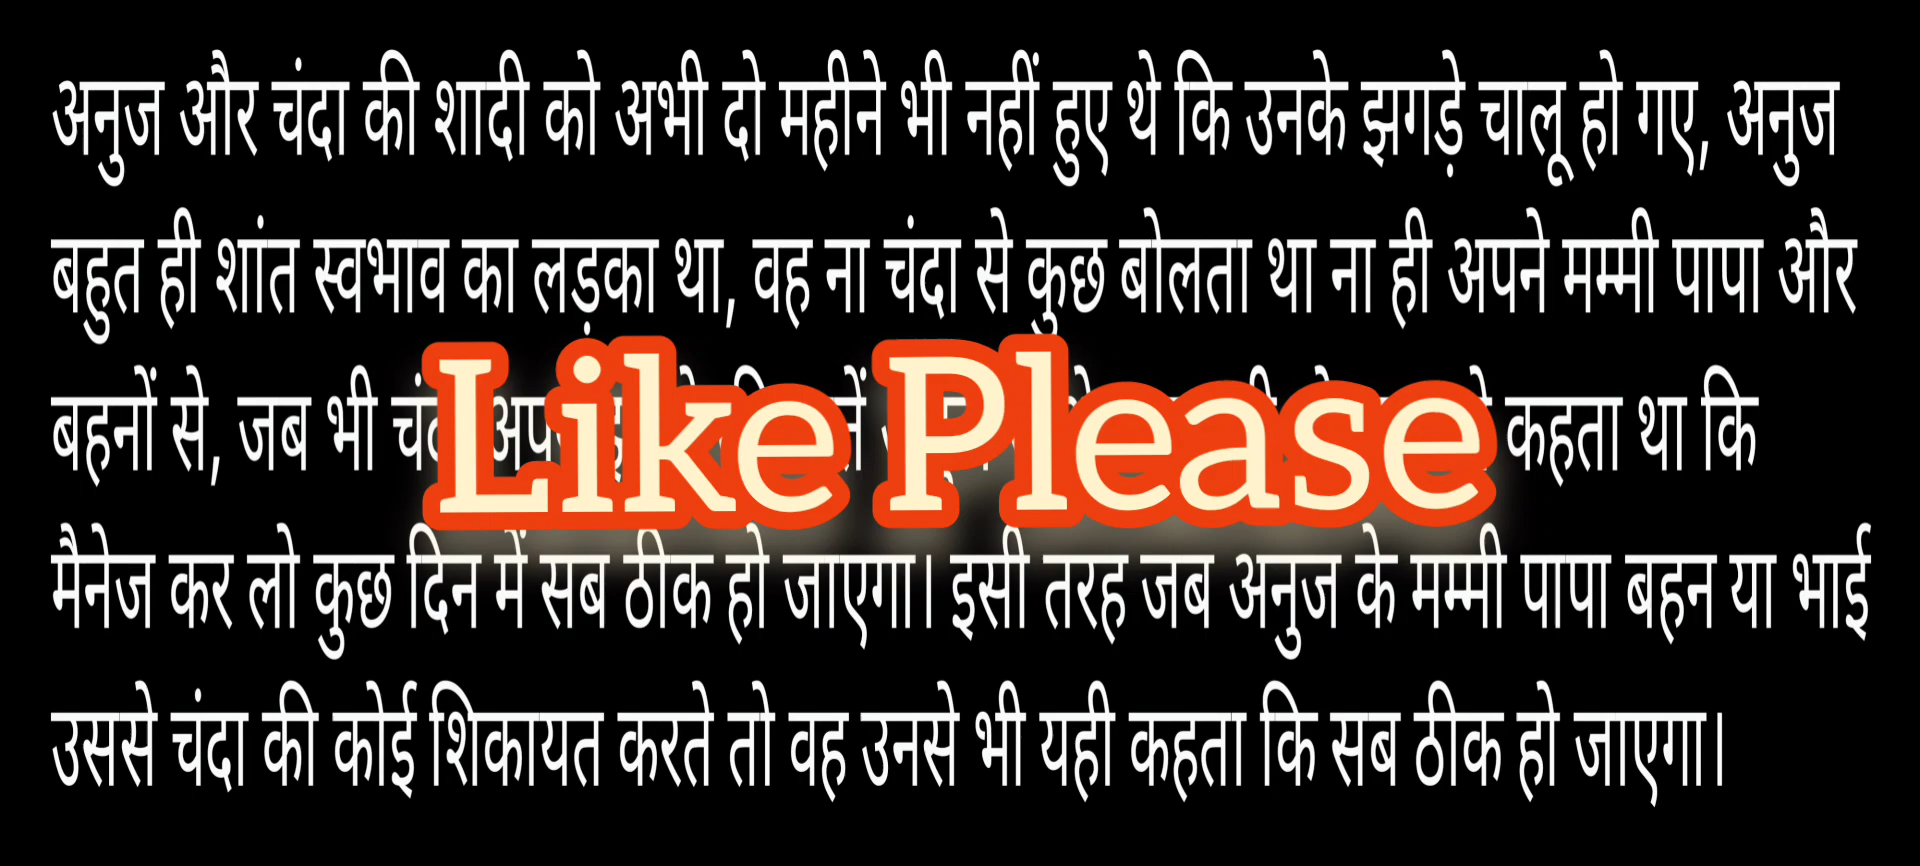 अनुज और चंदा की शादी को अभी दो महीने भी नहीं हुए थे कि उनके झगड़े चालू हो गए, अनुज
बहुत ही शांत स्वभाव का लड़का था, वह ना चंदा से कुछ बोलता था ना ही अपने मम्मी पापा और
बहनों से, जब भी कहता था कि
Like Please
मैनेज कर लो कुछ दिन में सब ठीक हो जाएगा। इसी तरह जब अनुज के मम्मी पापा बहन या भाई
उससे चंदा की कोई शिकायत करते तो वह उनसे भी यही कहता कि सब ठीक हो जाएगा।